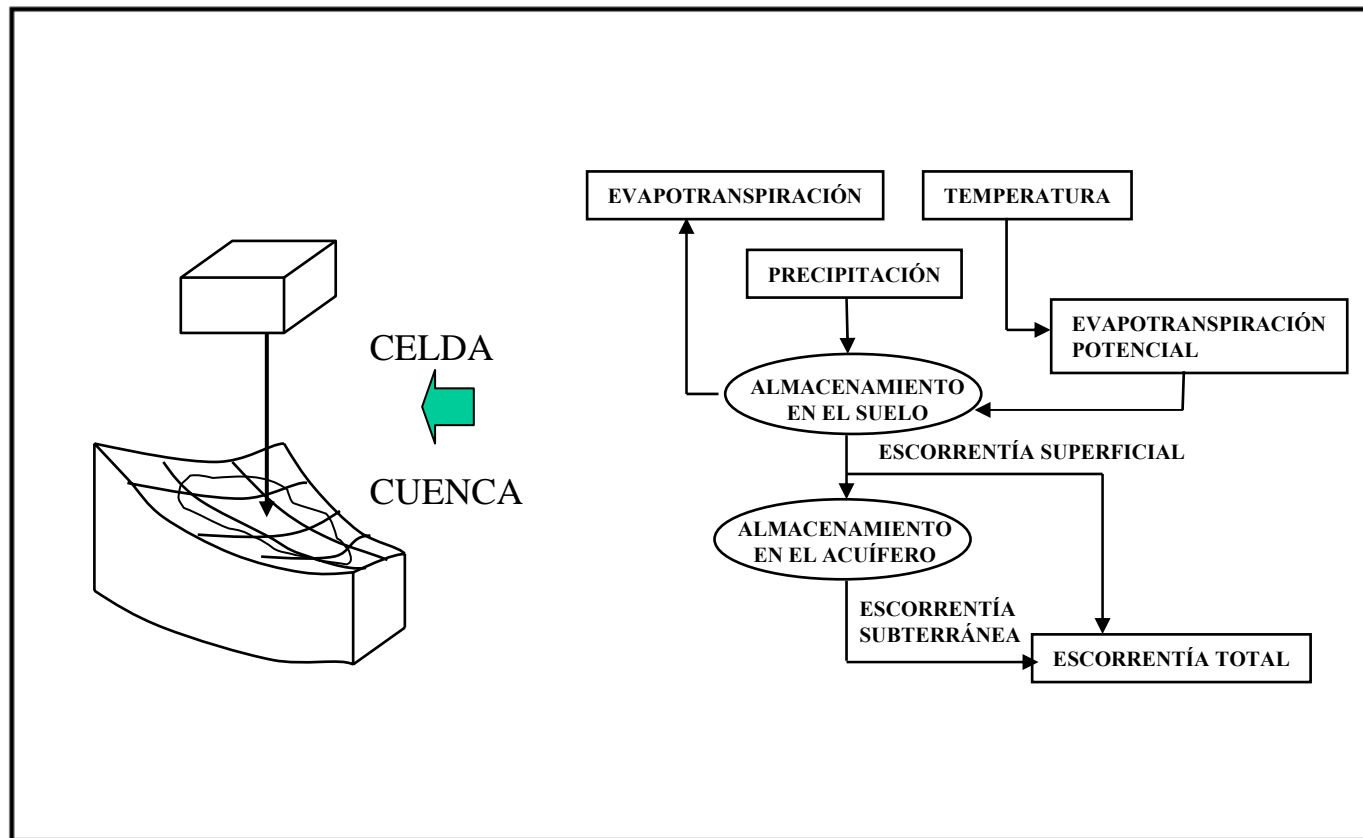 EVAPOTRANSPIRACIÓN
TEMPERATURA
PRECIPITACIÓN
EVAPOTRANSPIRACIÓN
POTENCIAL
CELDA
ALMACENAMIENTO
EN EL SUELO
ESCORRENTÍA SUPERFICIAL
CUENCA
ALMACENAMIENTO
EN EL ACUÍFERO
ESCORRENTÍA
SUBTERRÁNEA
ESCORRENTÍA TOTAL